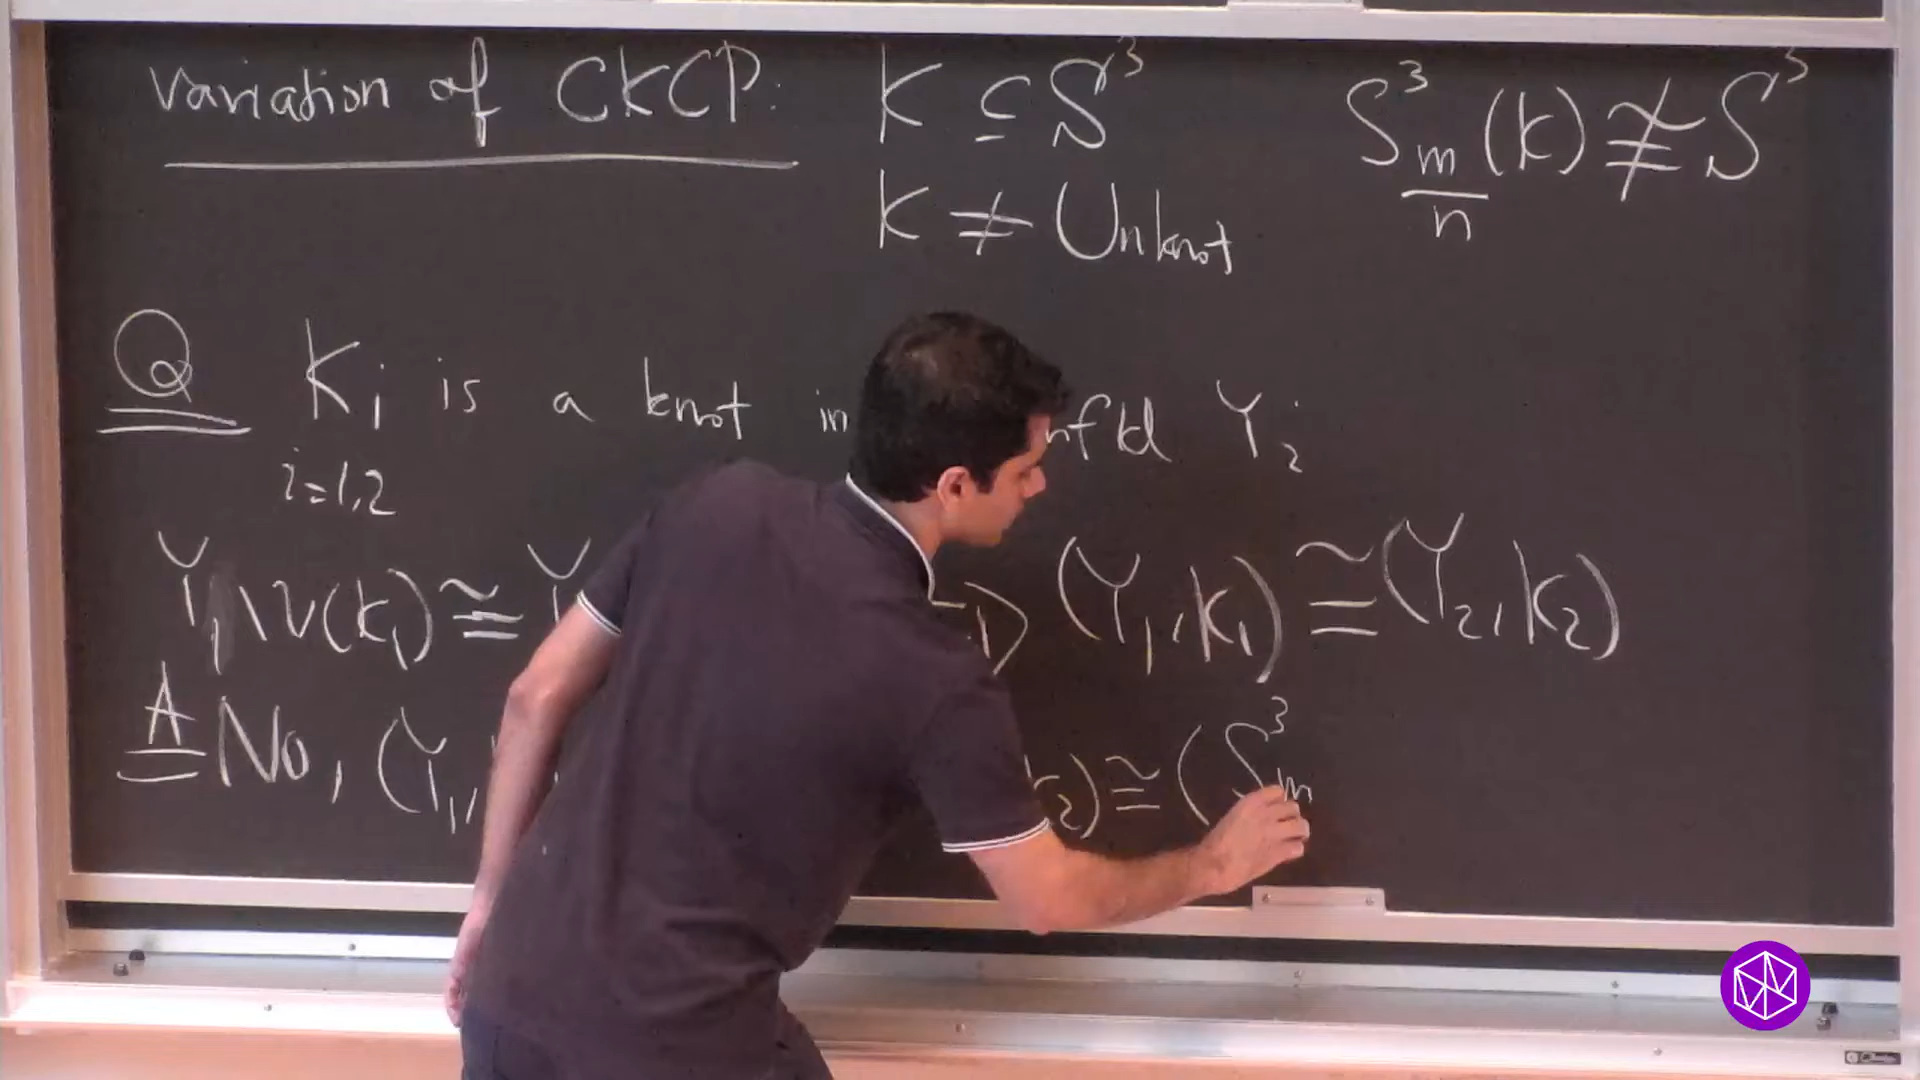 Variation of CKCP: K ⊆ S³ S³_{m/n}(K) ≇ S³
K ≠ Unknot
Q K_i is a knot in nfld Y_i
i=1,2
Y_1 \ ν(K_1) ≅ Y (Y_1, K_1) ≅ (Y_2, K_2)
A No, (Y_1, K_2) ≅ (S³_m